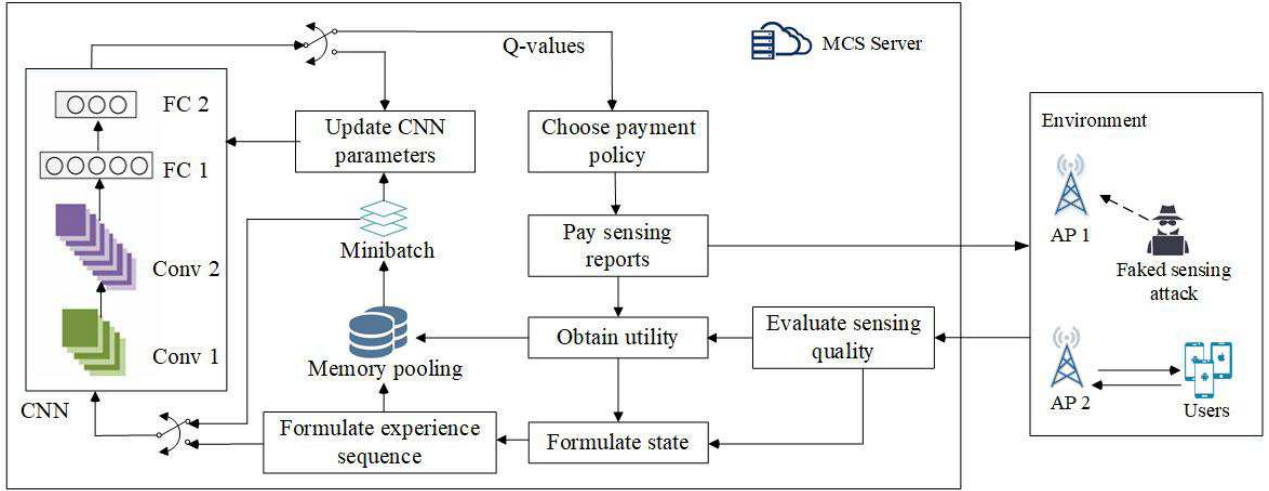 Q-values
MCS Server
FC 2
FC 1
Conv 2
Conv 1
CNN
Update CNN
parameters
Minibatch
Memory pooling
Formulate experience
sequence
Choose payment
policy
Pay sensing
reports
Obtain utility
Formulate state
Evaluate sensing
quality
Environment
AP 1
Faked sensing
attack
AP 2
Users